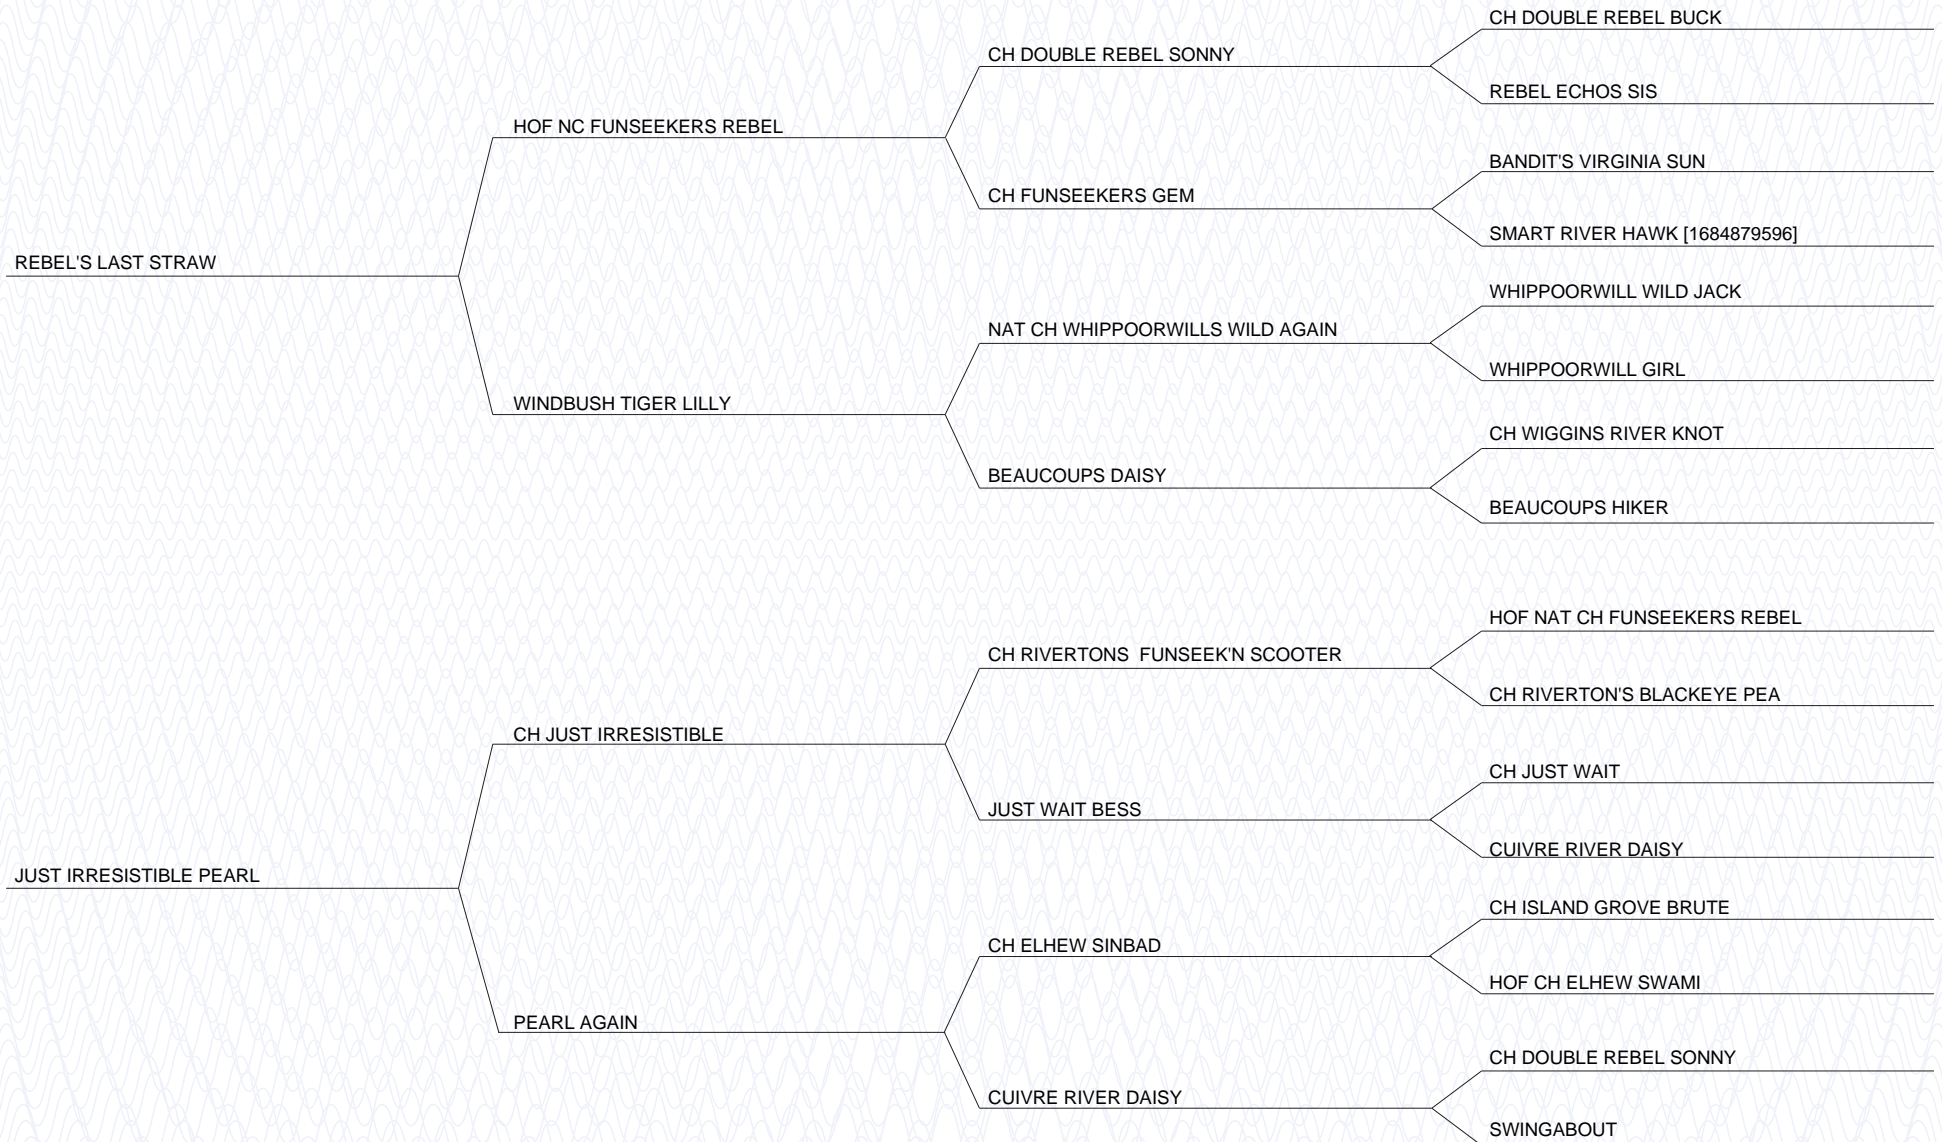 CH DOUBLE REBEL BUCK
CH DOUBLE REBEL SONNY
REBEL ECHOS SIS
HOF NC FUNSEEKERS REBEL
BANDIT'S VIRGINIA SUN
CH FUNSEEKERS GEM
SMART RIVER HAWK [1684879596]
REBEL'S LAST STRAW
WHIPPOORWILL WILD JACK
NAT CH WHIPPOORWILLS WILD AGAIN
WHIPPOORWILL GIRL
WINDBUSH TIGER LILLY
CH WIGGINS RIVER KNOT
BEAUCOUPS DAISY
BEAUCOUPS HIKER
HOF NAT CH FUNSEEKERS REBEL
CH RIVERTONS  FUNSEEK'N SCOOTER
CH RIVERTON'S BLACKEYE PEA
CH JUST IRRESISTIBLE
CH JUST WAIT
JUST WAIT BESS
CUIVRE RIVER DAISY
JUST IRRESISTIBLE PEARL
CH ISLAND GROVE BRUTE
CH ELHEW SINBAD
HOF CH ELHEW SWAMI
PEARL AGAIN
CH DOUBLE REBEL SONNY
CUIVRE RIVER DAISY
SWINGABOUT